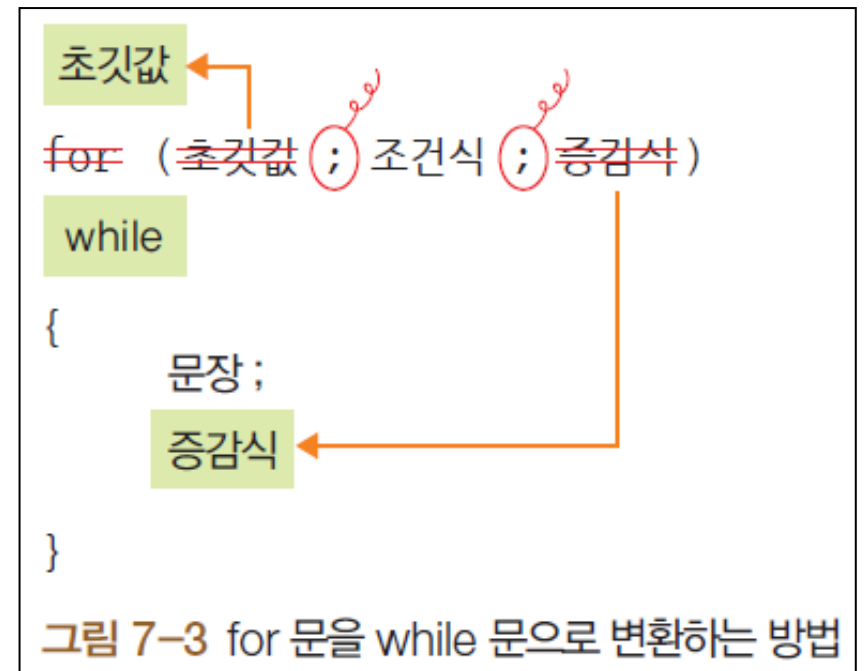 초깃값
for (초깃값 ; 조건식 ; 증감식)
while
{
문장 ;
증감식
}
그림 7-3 for 문을 while 문으로 변환하는 방법